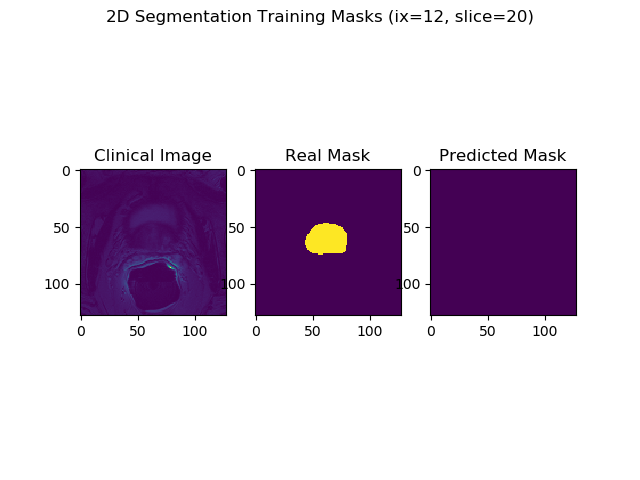 2D Segmentation Training Masks (ix=12, slice=20)
Clinical Image Real Mask Predicted Mask
0 0 0
50 50 50
100 100 100
0 50 100 0 50 100 0 50 100